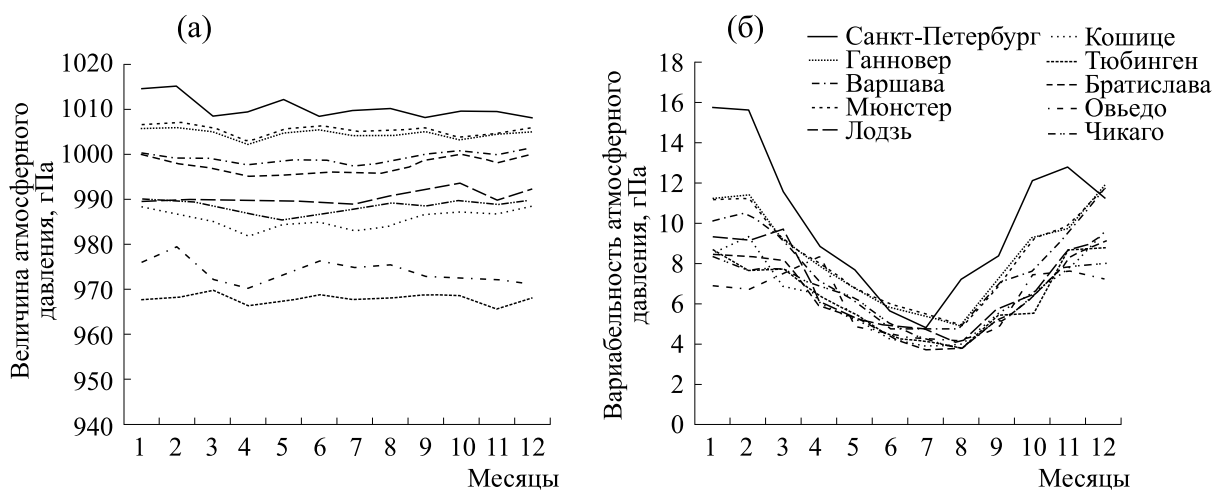 (а)
Величина атмосферного
давления, гПа
1020
1010
1000
990
980
970
960
950
940
1 2 3 4 5 6 7 8 9 10 11 12
Месяцы
(б)
Санкт-Петербург
Ганновер
Варшава
Мюнстер
Лодзь
Кошице
Тюбинген
Братислава
Овьедо
Чикаго
Вариабельность атмосферного
давления, гПа
18
16
14
12
10
8
6
4
2
0
1 2 3 4 5 6 7 8 9 10 11 12
Месяцы